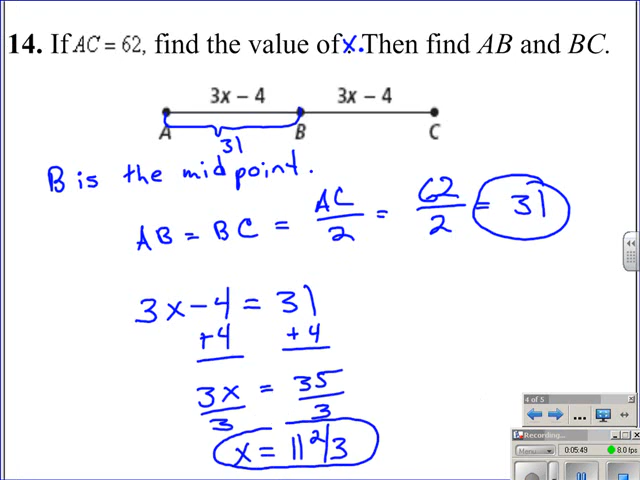 14. If AC = 62, find the value of x. Then find AB and BC.
3x – 4 3x – 4
A B C
31
B is the midpoint.
AB = BC = AC/2 = 62/2 = 31
3x - 4 = 31
+4 +4
3x/3 = 35/3
x = 11 2/3
4 of 5
...
Recording...
Menu 0:05:49 8.0 fps